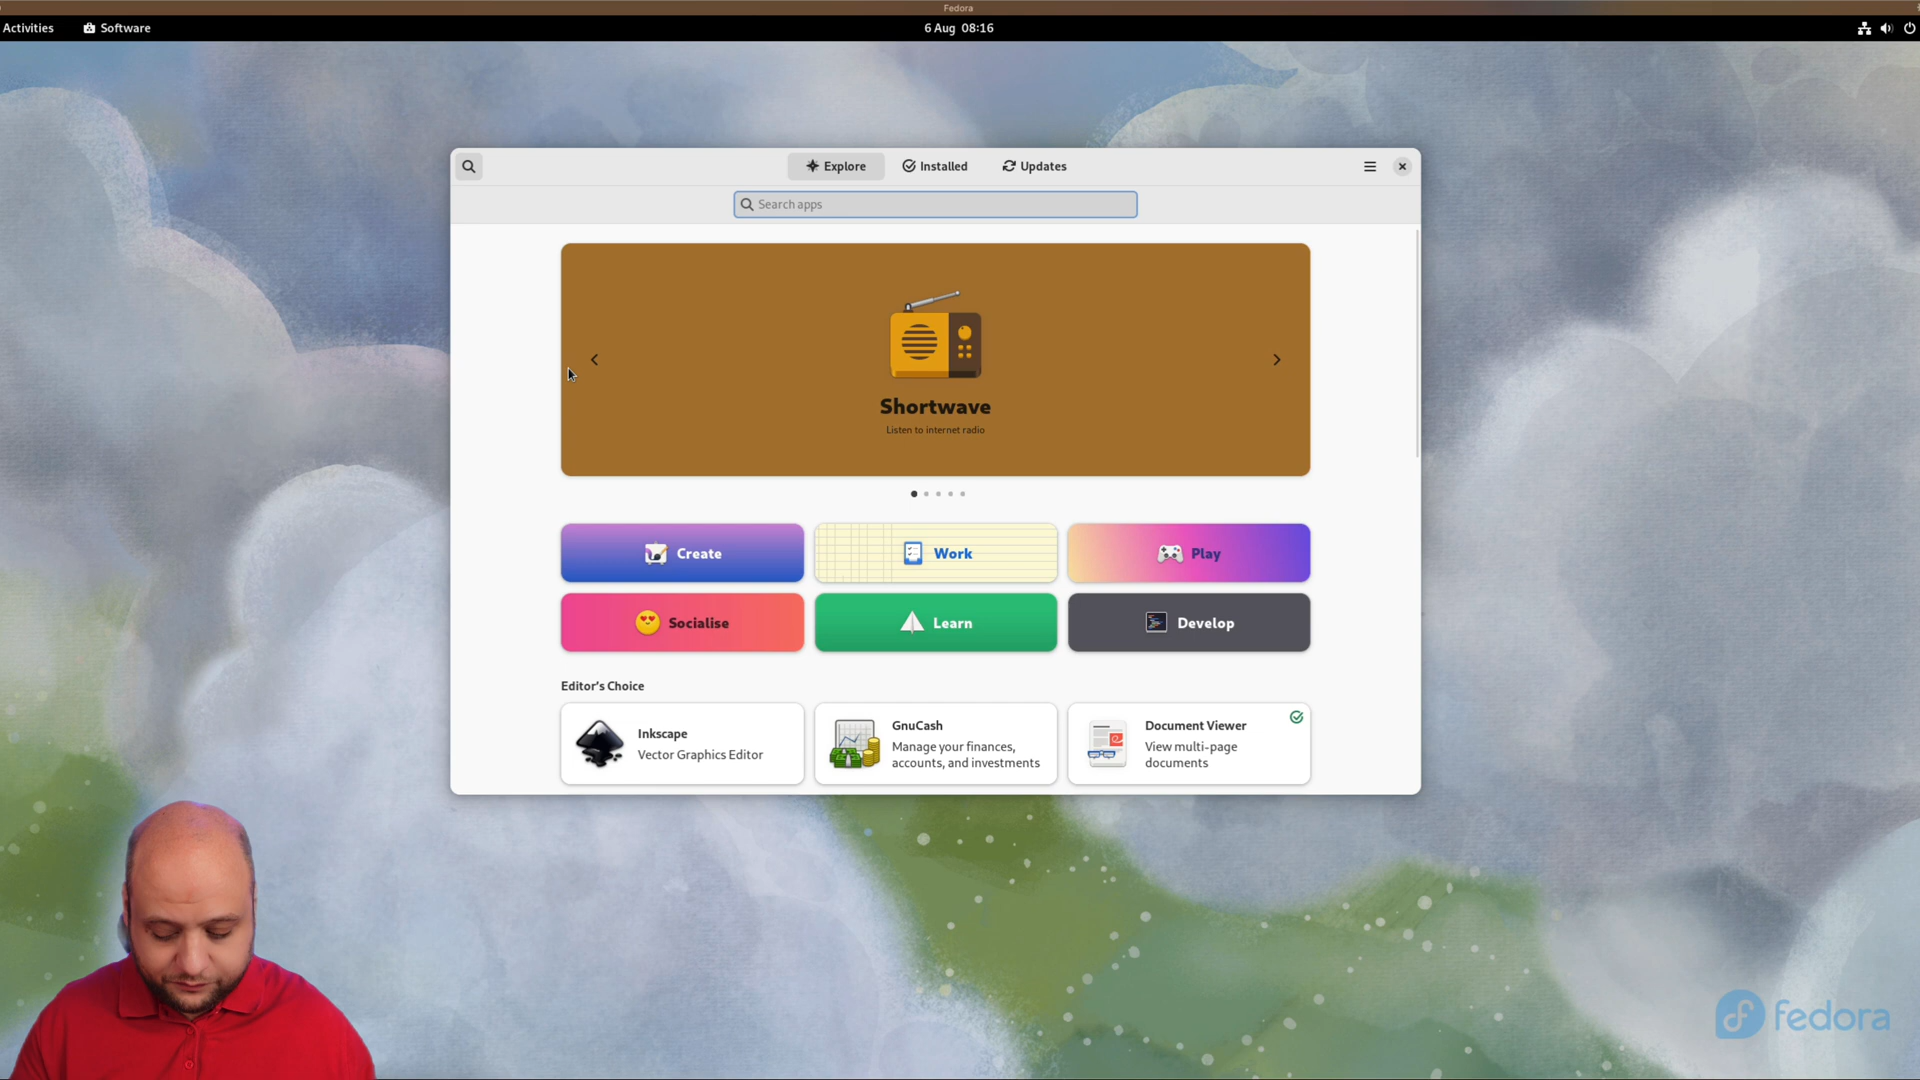 Fedora
Activities
Software
6 Aug 08:16
Explore
Installed
Updates
Search apps
Shortwave
Listen to internet radio
Create
Work
Play
Socialise
Learn
Develop
Editor's Choice
Inkscape
Vector Graphics Editor
GnuCash
Manage your finances,
accounts, and investments
Document Viewer
View multi-page
documents
fedora